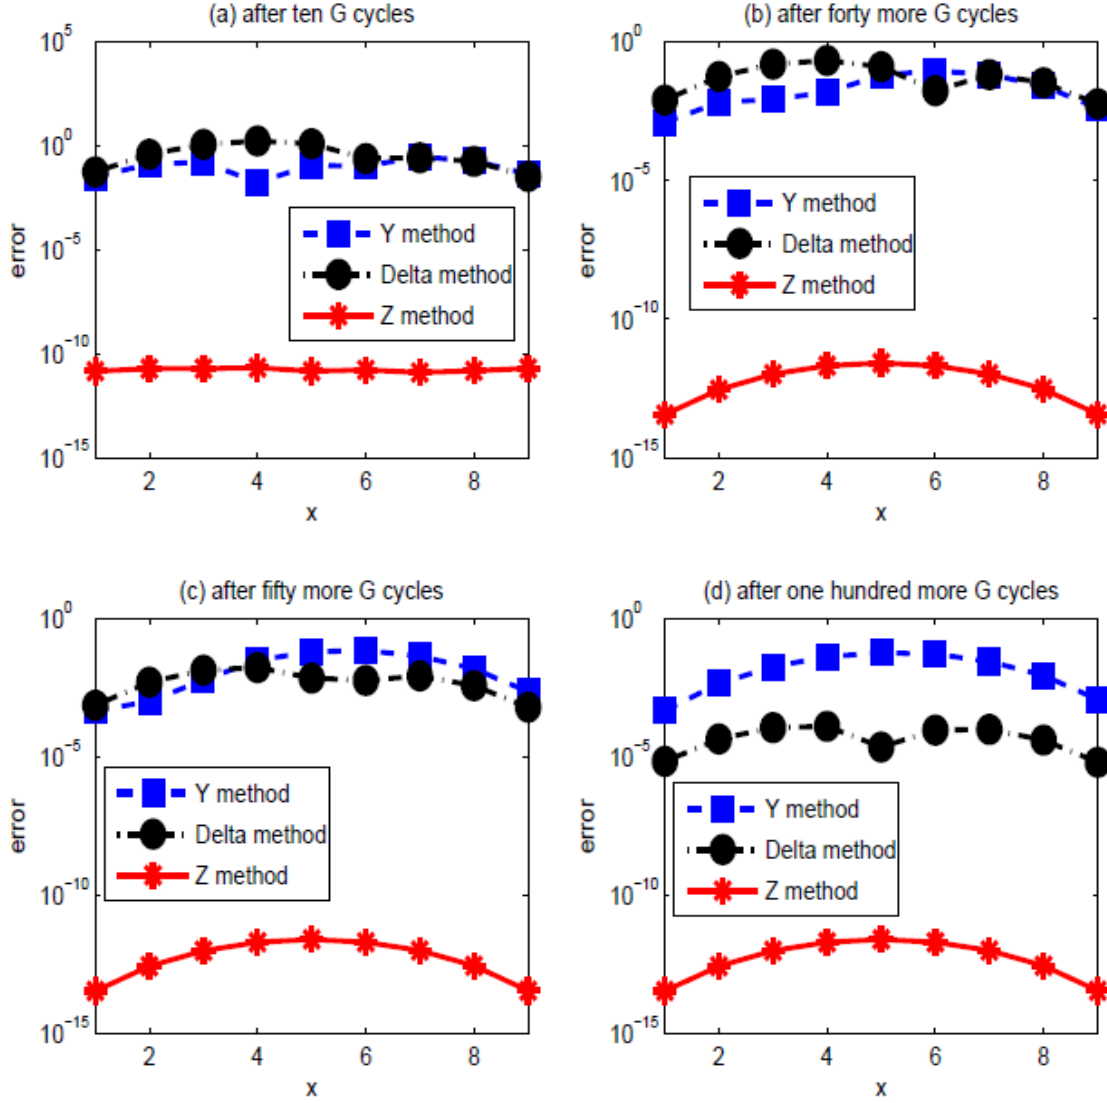 (a) after ten G cycles
10^5
10^0
10^−5
10^−10
10^−15
error
Y method
Delta method
Z method
2 4 6 8
x
(b) after forty more G cycles
10^0
10^−5
10^−10
10^−15
error
Y method
Delta method
Z method
2 4 6 8
x
(c) after fifty more G cycles
10^0
10^−5
10^−10
10^−15
error
Y method
Delta method
Z method
2 4 6 8
x
(d) after one hundred more G cycles
10^0
10^−5
10^−10
10^−15
error
Y method
Delta method
Z method
2 4 6 8
x